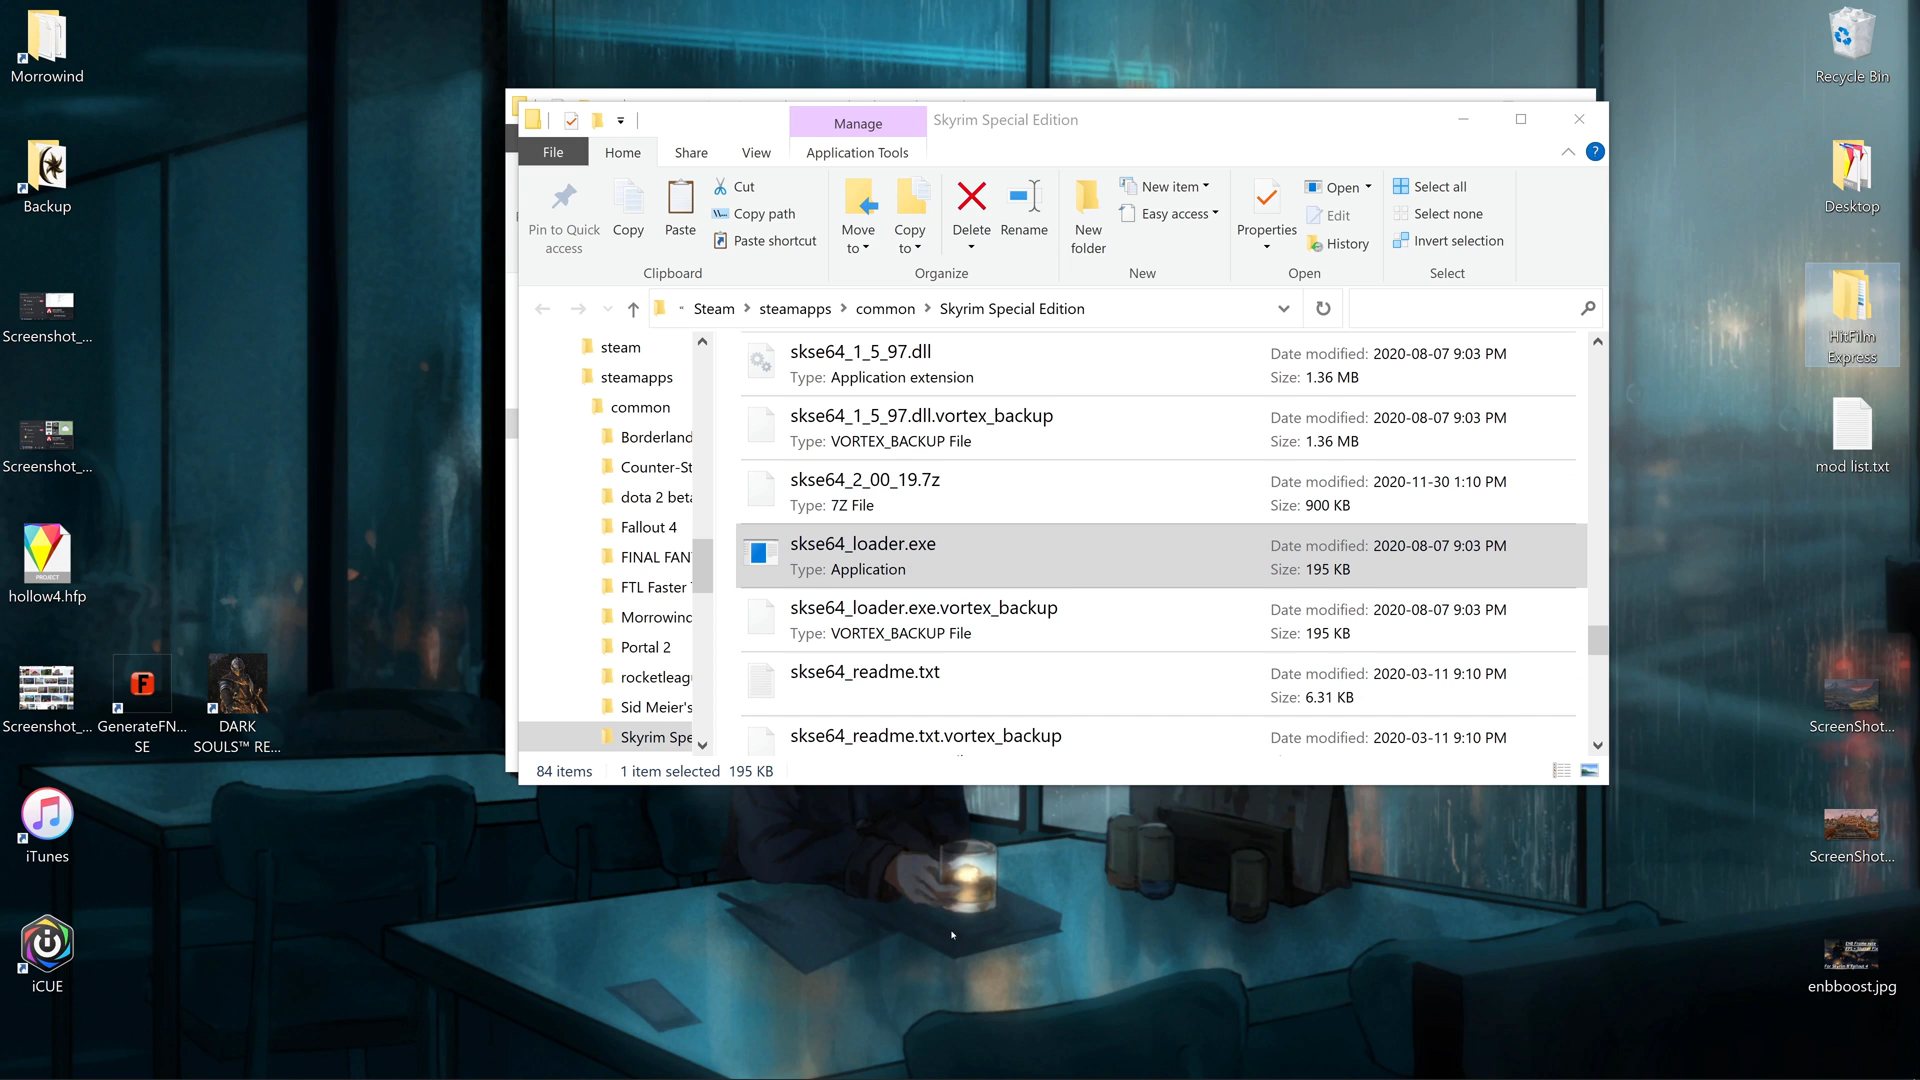 Morrowind
Backup
Screenshot_...
Screenshot_...
PROJECT
hollow4.hfp
Screenshot_...
F
GenerateFN...
SE
DARK
SOULS™ RE...
iTunes
iCUE
Manage
Skyrim Special Edition
File
Home
Share
View
Application Tools
?
Pin to Quick
access
Copy
Paste
Cut
Copy path
Paste shortcut
Clipboard
Move
to
Copy
to
Delete
Rename
Organize
New
folder
New item
Easy access
New
Properties
Open
Edit
History
Open
Select all
Select none
Invert selection
Select
« Steam > steamapps > common > Skyrim Special Edition
steam
steamapps
common
Borderland
Counter-St
dota 2 beta
Fallout 4
FINAL FAN
FTL Faster T
Morrowind
Portal 2
rocketleag
Sid Meier's
Skyrim Spe
skse64_1_5_97.dll
Type: Application extension
Date modified: 2020-08-07 9:03 PM
Size: 1.36 MB
skse64_1_5_97.dll.vortex_backup
Type: VORTEX_BACKUP File
Date modified: 2020-08-07 9:03 PM
Size: 1.36 MB
skse64_2_00_19.7z
Type: 7Z File
Date modified: 2020-11-30 1:10 PM
Size: 900 KB
skse64_loader.exe
Type: Application
Date modified: 2020-08-07 9:03 PM
Size: 195 KB
skse64_loader.exe.vortex_backup
Type: VORTEX_BACKUP File
Date modified: 2020-08-07 9:03 PM
Size: 195 KB
skse64_readme.txt
Date modified: 2020-03-11 9:10 PM
Size: 6.31 KB
skse64_readme.txt.vortex_backup
Date modified: 2020-03-11 9:10 PM
84 items
1 item selected 195 KB
Recycle Bin
Desktop
HitFilm
Express
mod list.txt
ScreenShot...
ScreenShot...
enbboost.jpg